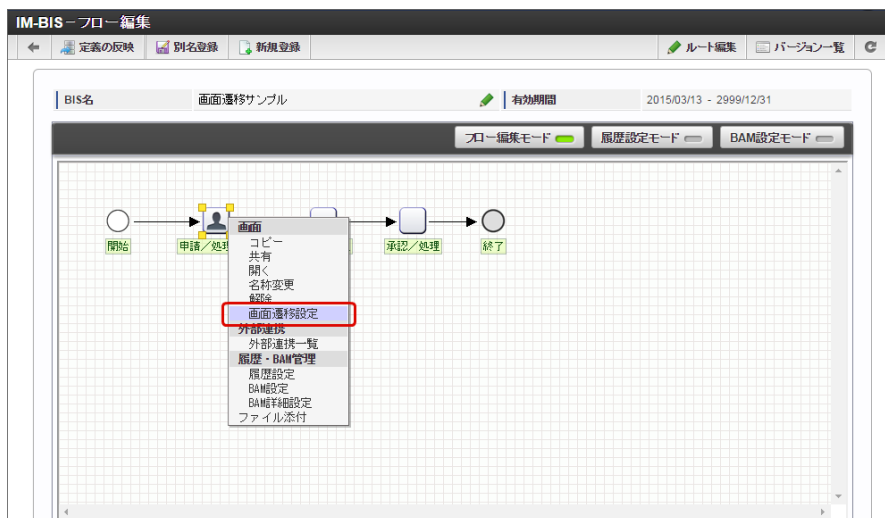 IM-BIS－フロー編集
定義の反映 別名登録 新規登録 ルート編集 バージョン一覧
BIS名 画面遷移サンプル 有効期間 2015/03/13 - 2999/12/31
フロー編集モード 履歴設定モード BAM設定モード
開始 申請／処理 承認／処理 終了
画面
コピー
共有
開く
名称変更
解除
画面遷移設定
外部連携
外部連携一覧
履歴・BAM管理
履歴設定
BAM設定
BAM詳細設定
ファイル添付